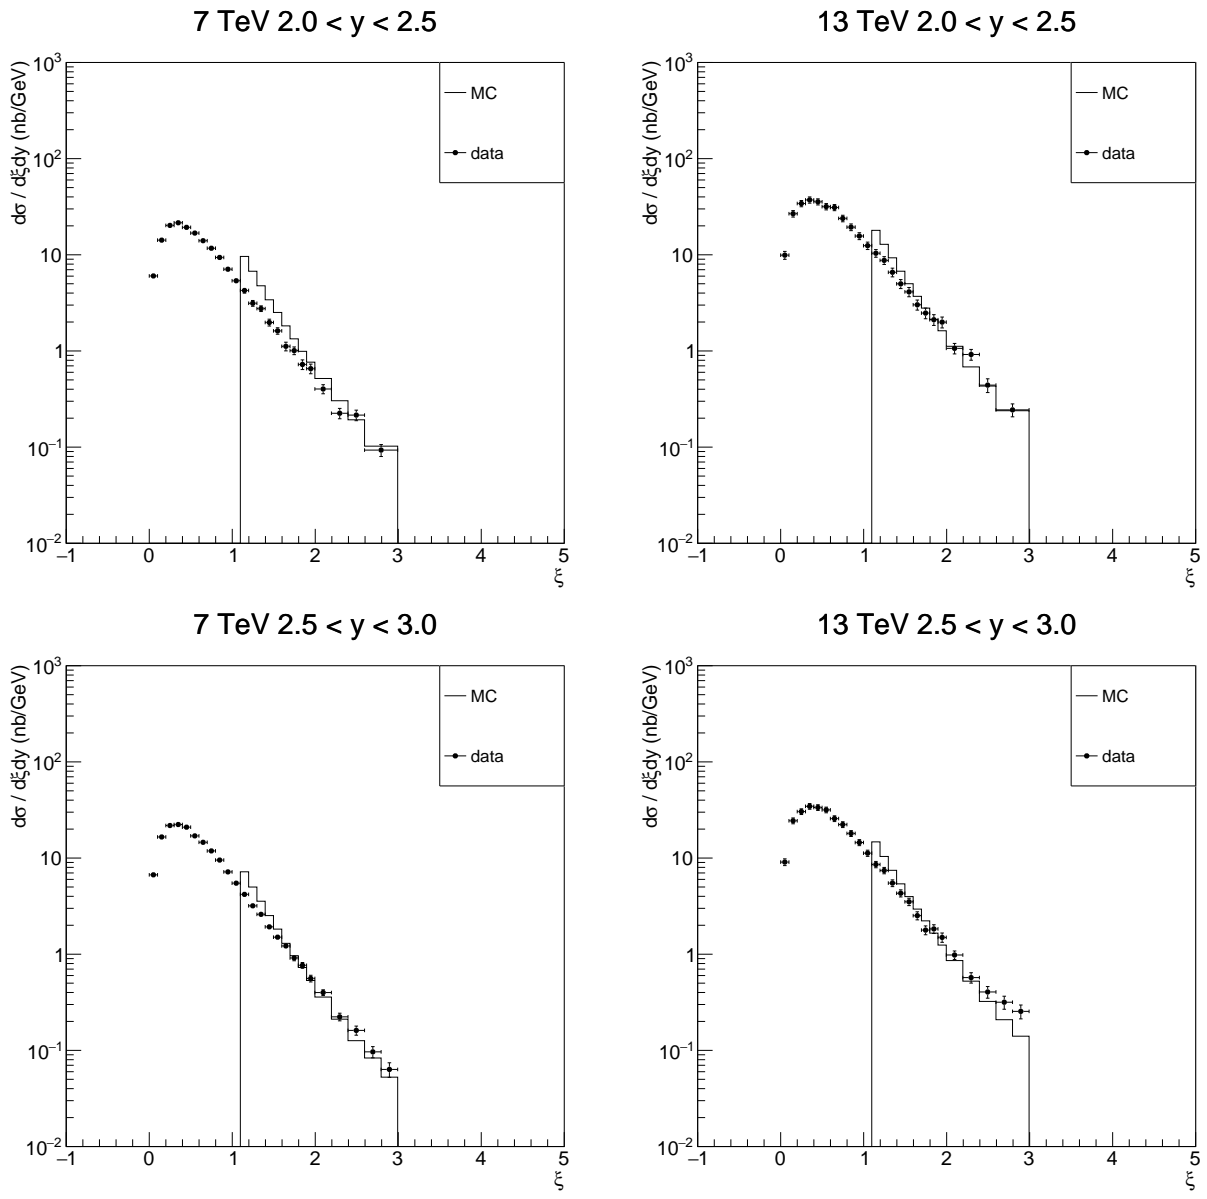 7 TeV 2.0 < y < 2.5
dσ / dξdy (nb/GeV)
10³
10²
10
1
10⁻¹
10⁻²
MC
data
−1 0 1 2 3 4 5
ξ
13 TeV 2.0 < y < 2.5
dσ / dξdy (nb/GeV)
10³
10²
10
1
10⁻¹
10⁻²
MC
data
−1 0 1 2 3 4 5
ξ
7 TeV 2.5 < y < 3.0
dσ / dξdy (nb/GeV)
10³
10²
10
1
10⁻¹
10⁻²
MC
data
−1 0 1 2 3 4 5
ξ
13 TeV 2.5 < y < 3.0
dσ / dξdy (nb/GeV)
10³
10²
10
1
10⁻¹
10⁻²
MC
data
−1 0 1 2 3 4 5
ξ